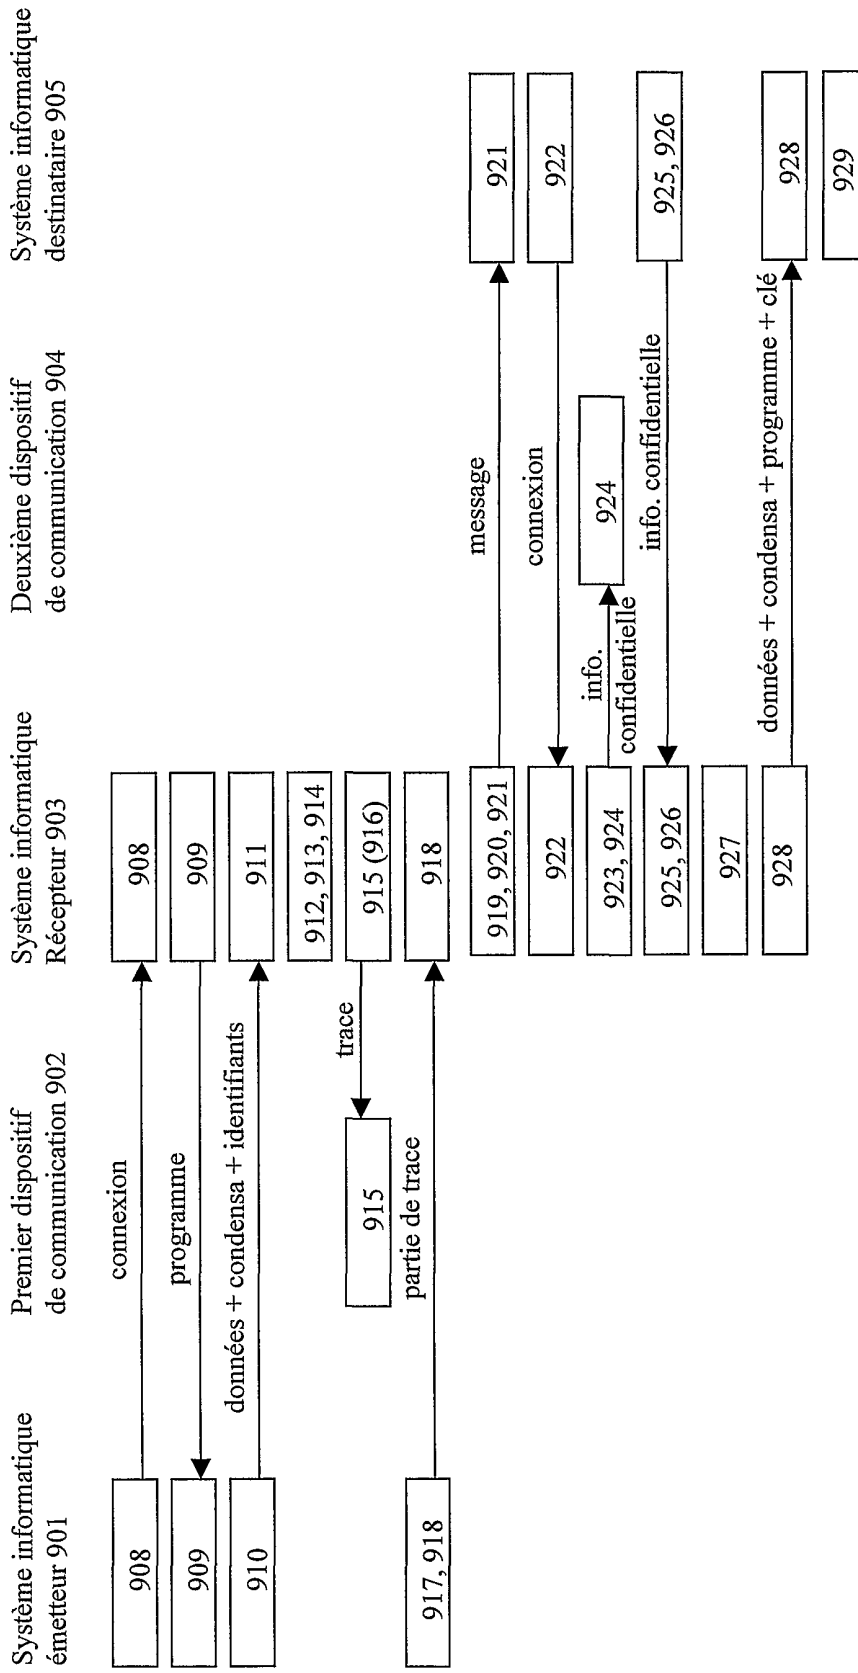 Système informatique
émetteur 901
Premier dispositif
de communication 902
Système informatique
Récepteur 903
Deuxième dispositif
de communication 904
Système informatique
destinataire 905
908
connexion
908
909
programme
909
910
données + condensa + identifiants
911
912, 913, 914
915
trace
915 (916)
917, 918
partie de trace
918
919, 920, 921
message
921
922
connexion
922
923, 924
info.
confidentielle
924
925, 926
info. confidentielle
925, 926
927
928
données + condensa + programme + clé
928
929